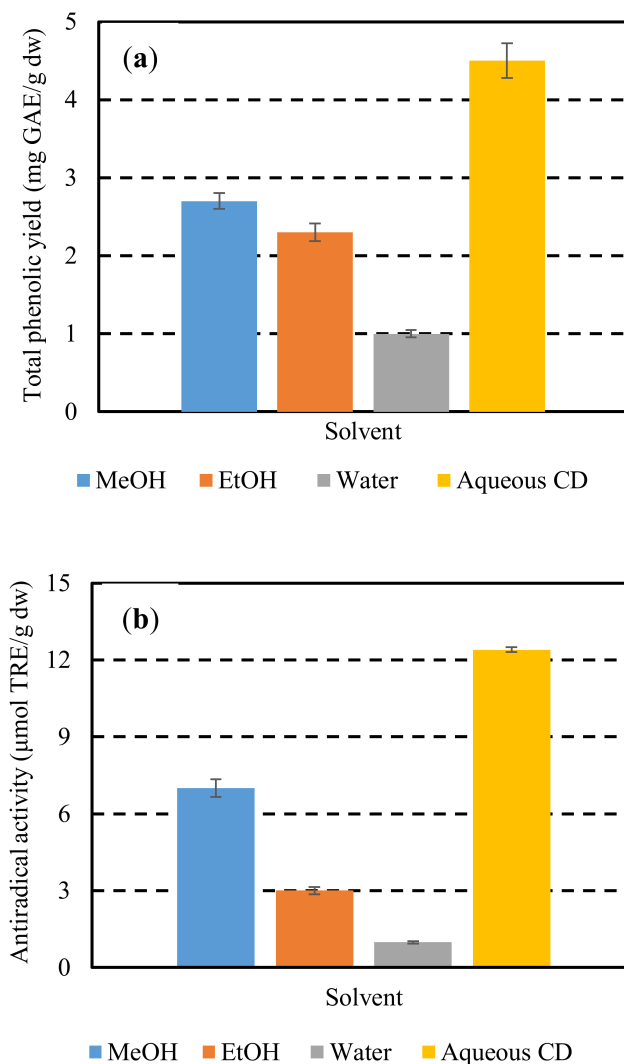 (a)
Total phenolic yield (mg GAE/g dw)
5
4
3
2
1
0
Solvent
MeOH EtOH Water Aqueous CD
(b)
Antiradical activity (μmol TRE/g dw)
15
12
9
6
3
0
Solvent
MeOH EtOH Water Aqueous CD